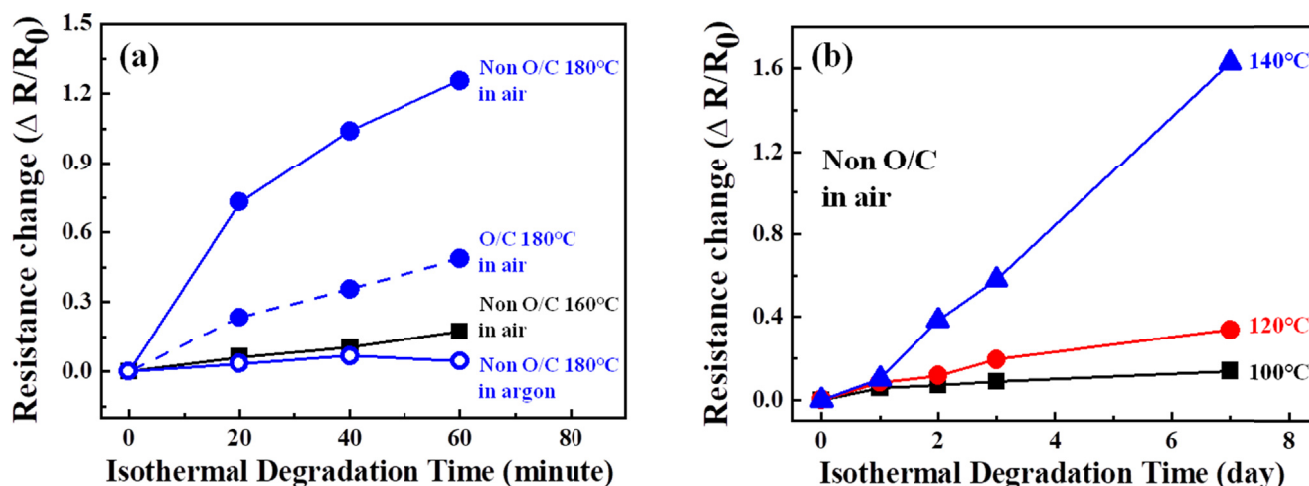 (a)
Resistance change (Δ R/R0)
1.5
1.2
0.9
0.6
0.3
0.0
Non O/C 180°C
in air
O/C 180°C
in air
Non O/C 160°C
in air
Non O/C 180°C
in argon
0 20 40 60 80
Isothermal Degradation Time (minute)
(b)
Resistance change (Δ R/R0)
1.6
1.2
0.8
0.4
0.0
Non O/C
in air
140°C
120°C
100°C
0 2 4 6 8
Isothermal Degradation Time (day)